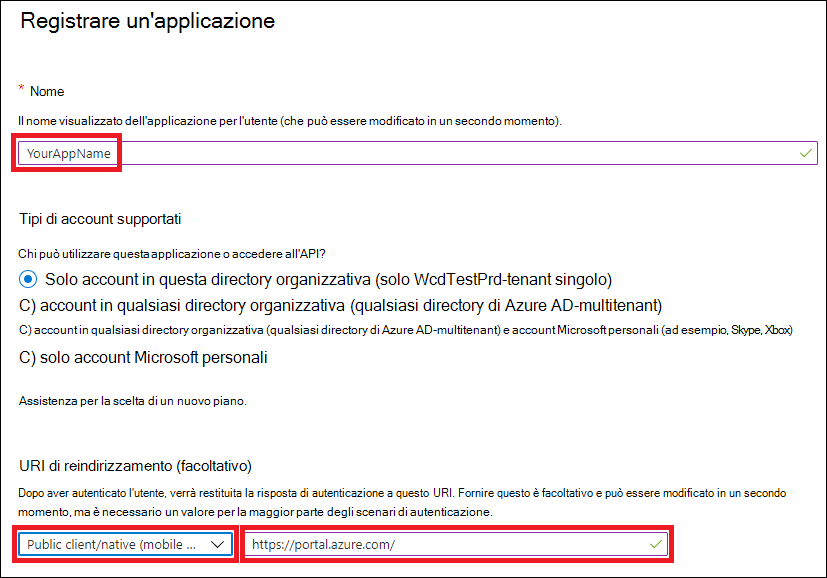 Registrare un'applicazione
* Nome
Il nome visualizzato dell'applicazione per l'utente (che può essere modificato in un secondo momento).
YourAppName
Tipi di account supportati
Chi può utilizzare questa applicazione o accedere all'API?
Solo account in questa directory organizzativa (solo WcdTestPrd-tenant singolo)
C) account in qualsiasi directory organizzativa (qualsiasi directory di Azure AD-multitenant)
C) account in qualsiasi directory organizzativa (qualsiasi directory di Azure AD-multitenant) e account Microsoft personali (ad esempio, Skype, Xbox)
C) solo account Microsoft personali
Assistenza per la scelta di un nuovo piano.
URI di reindirizzamento (facoltativo)
Dopo aver autenticato l'utente, verrà restituita la risposta di autenticazione a questo URI. Fornire questo è facoltativo e può essere modificato in un secondo
momento, ma è necessario un valore per la maggior parte degli scenari di autenticazione.
Public client/native (mobile ... https://portal.azure.com/